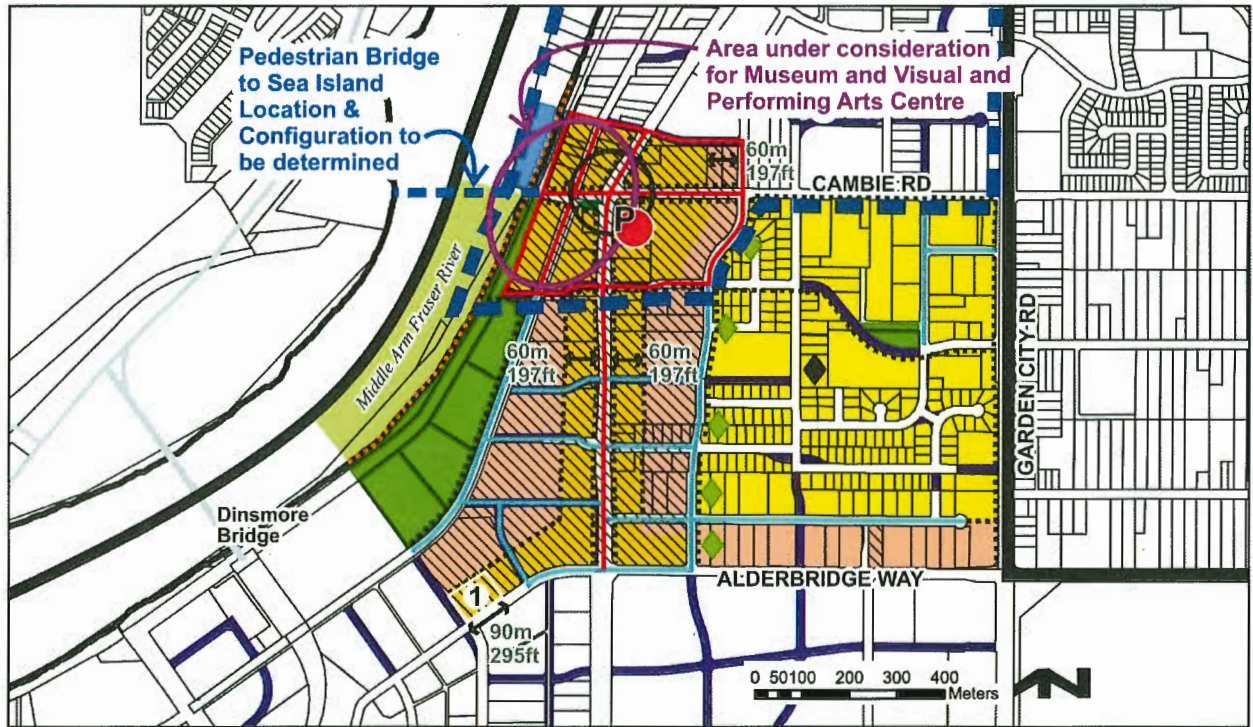 Pedestrian Bridge
to Sea Island
Location &
Configuration to
be determined
Area under consideration
for Museum and Visual and
Performing Arts Centre
60m
197ft
CAMBIE RD
P
Middle Arm Fraser River
60m
197ft
60m
197ft
GARDEN CITY RD
Dinsmore
Bridge
ALDERBRIDGE WAY
1
90m
295ft
0 50 100 200 300 400
Meters
N